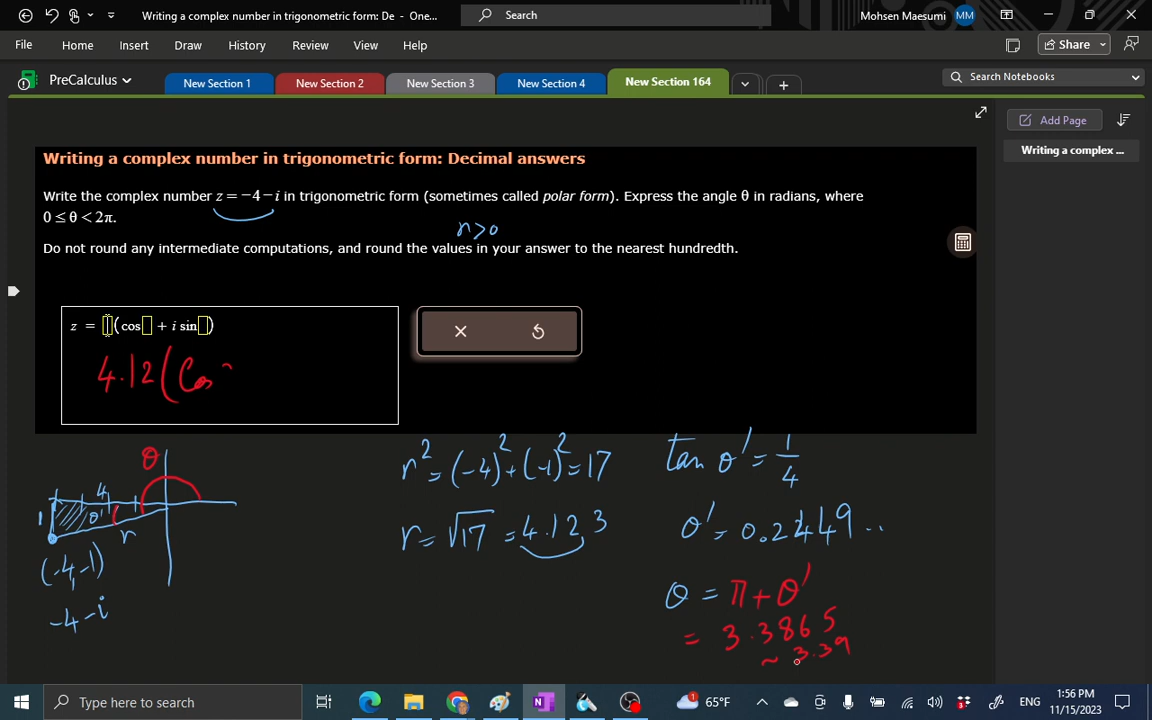 Writing a complex number in trigonometric form: De - One...
Search
Mohsen Maesumi MM
File Home Insert Draw History Review View Help
Share
PreCalculus
New Section 1 New Section 2 New Section 3 New Section 4 New Section 164
Search Notebooks
Add Page
Writing a complex ...
Writing a complex number in trigonometric form: Decimal answers
Write the complex number z = −4 − i in trigonometric form (sometimes called polar form). Express the angle θ in radians, where
0 ≤ θ < 2π.
r>0
Do not round any intermediate computations, and round the values in your answer to the nearest hundredth.
z = (cos + i sin)
4.12(Cos
θ
4
1
θ'
r
(-4,-1)
-4-i
r² = (-4)² + (-1)² = 17
r = √17 = 4.123
tan θ' = 1/4
θ' = 0.2449 ..
θ = π + θ'
= 3.3865
~ 3.39
Type here to search
1
65°F
3
ENG
1:56 PM
11/15/2023